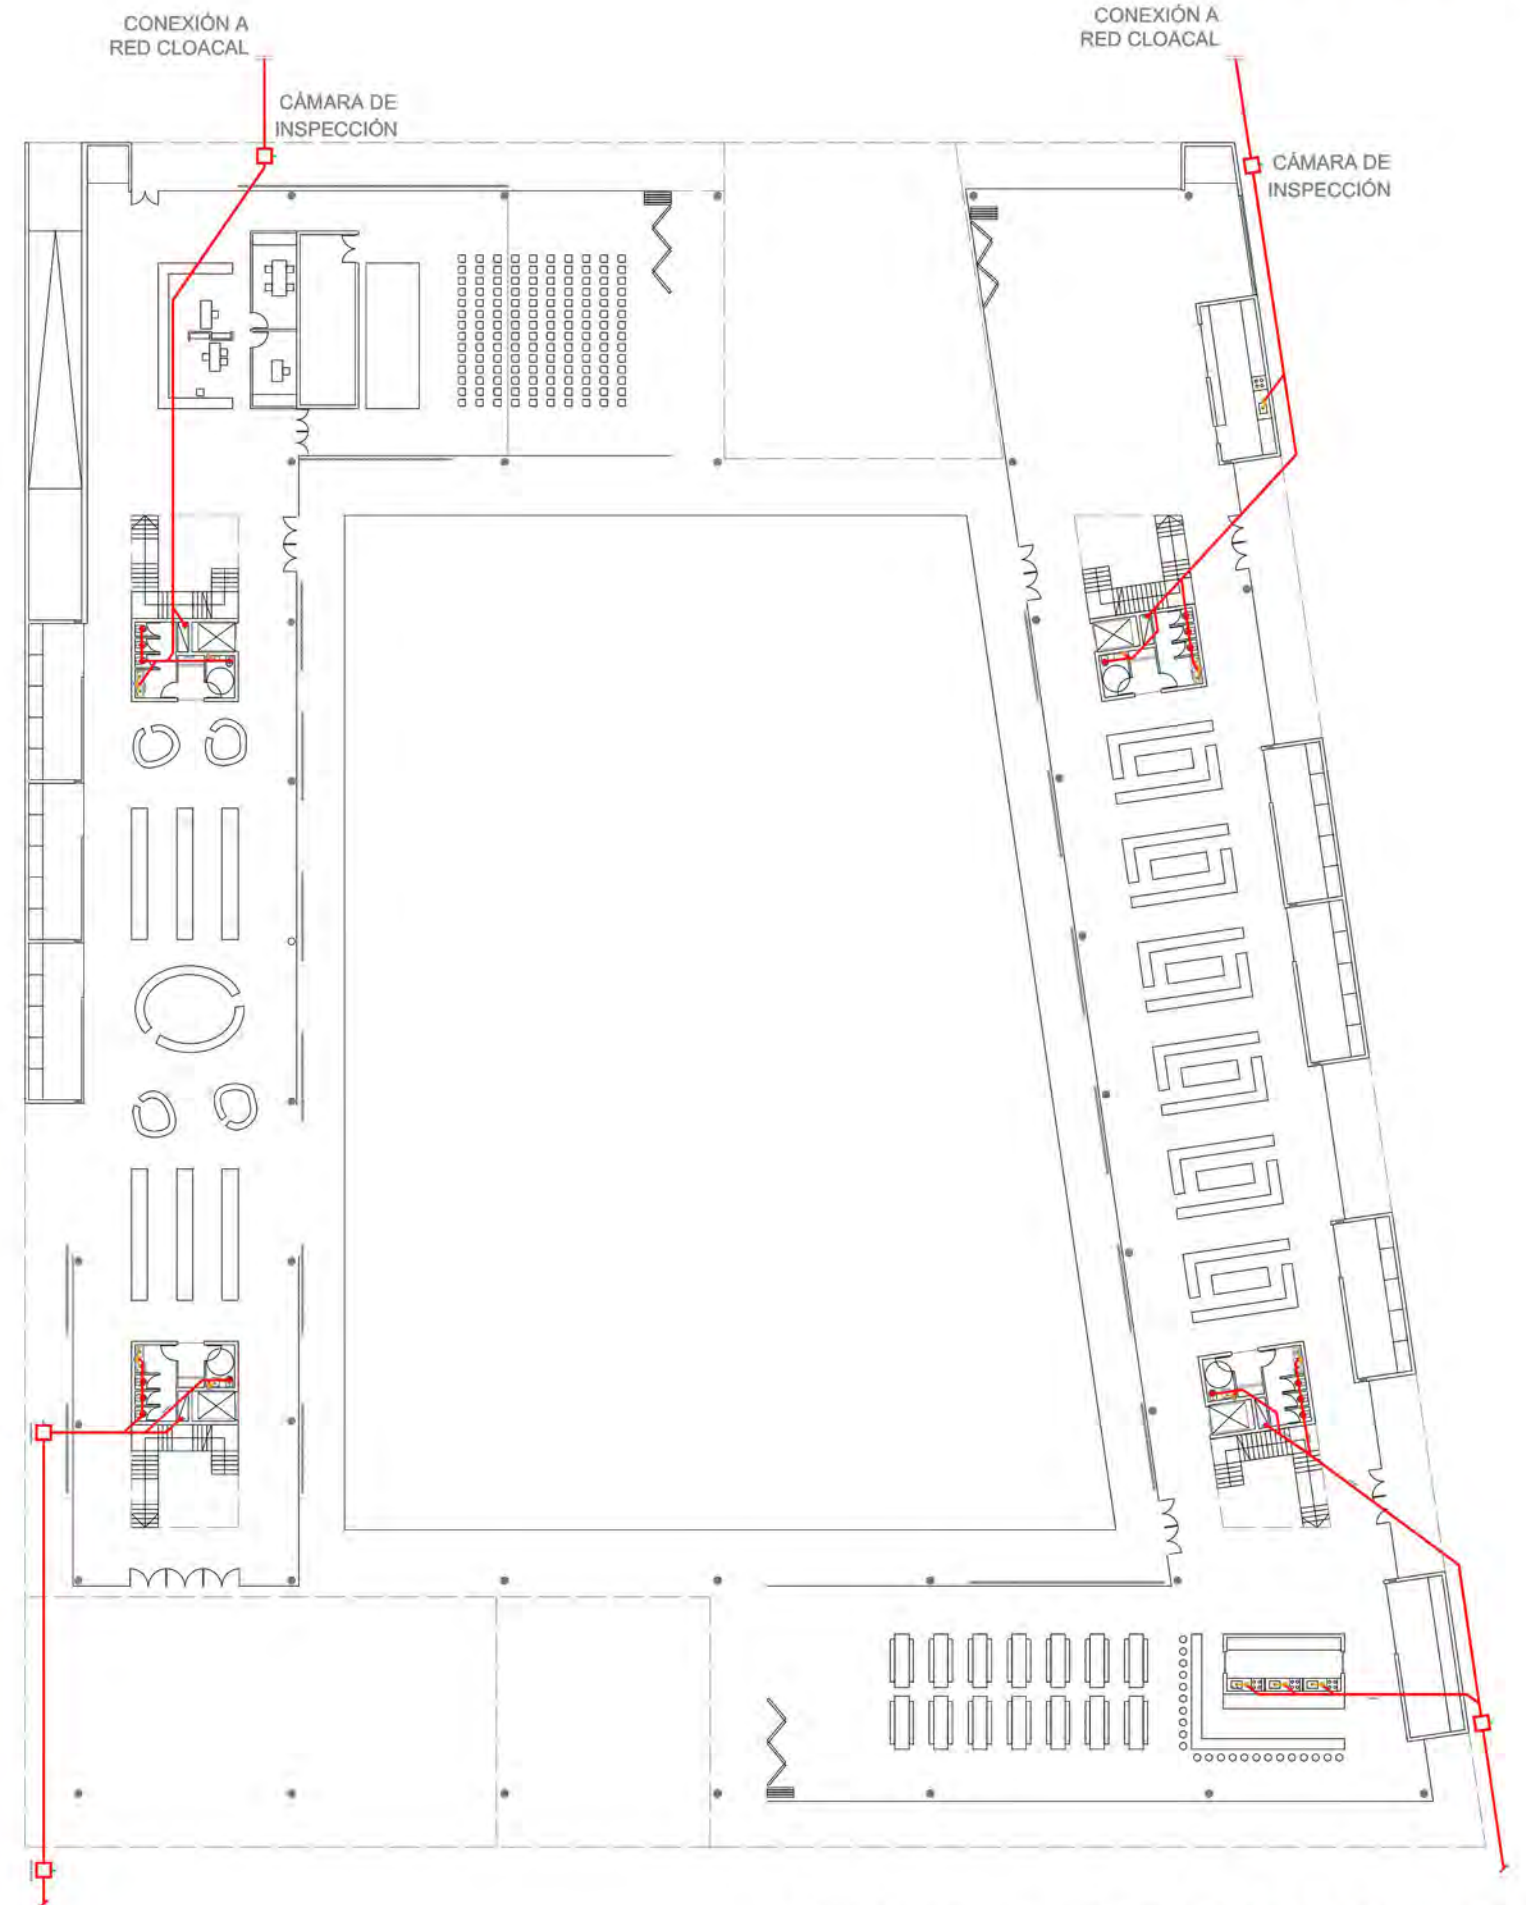 CONEXIÓN A
RED CLOACAL
CÁMARA DE
INSPECCIÓN
CONEXIÓN A
RED CLOACAL
CÁMARA DE
INSPECCIÓN